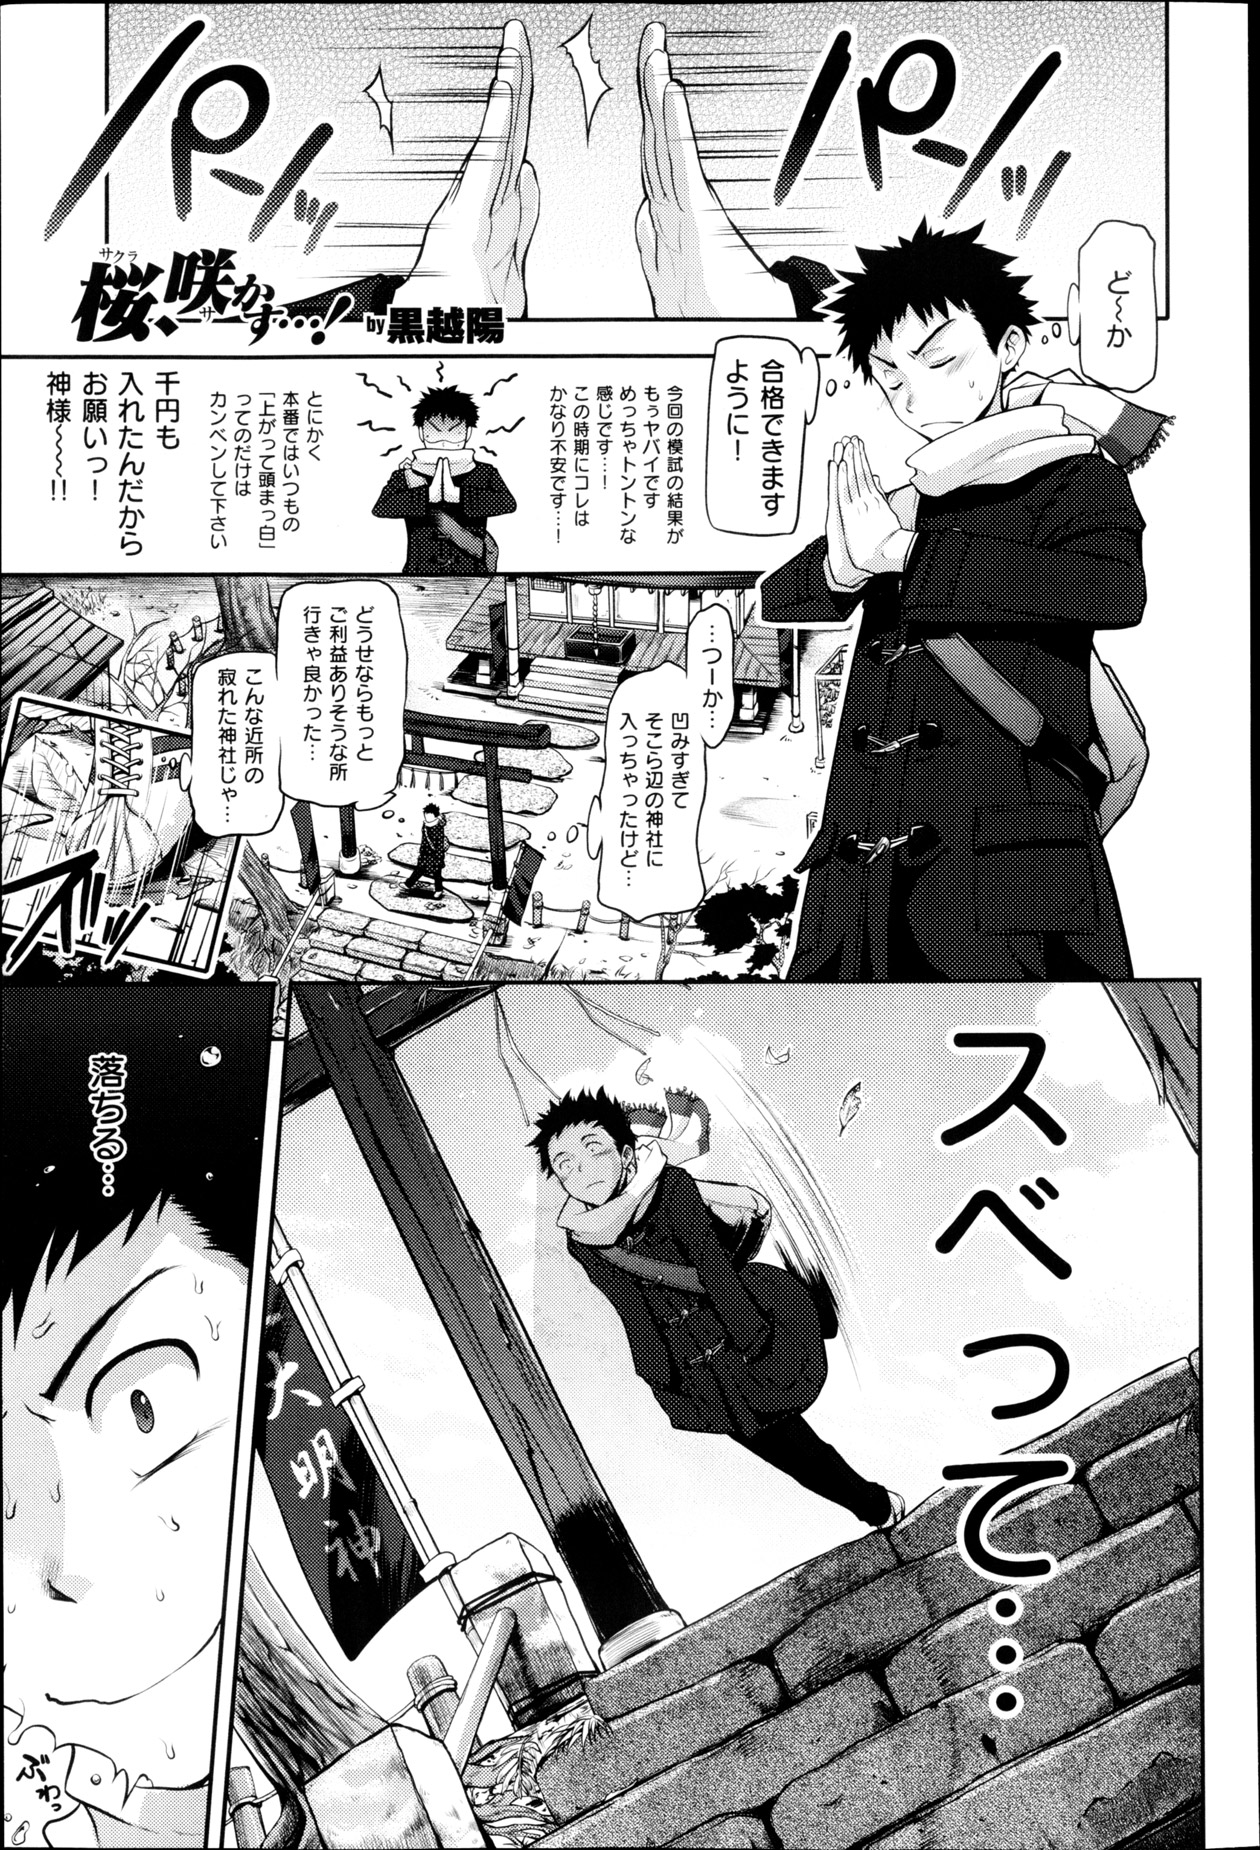 パンッ
パンッ
サクラ
桜、咲かす…！
サ
by黒越陽
ど〜か
合格できます
ように！
今回の模試の結果が
もぅヤバイです
めっちゃトントンな
感じです…！
この時期にコレは
かなり不安です…！
とにかく
本番ではいつもの
「上がって頭まっ白」
ってのだけは
カンベンして下さい
千円も
入れたんだから
お願いっ！
神様〜〜〜!!
…つーか…
凹みすぎて
そこら辺の神社に
入っちゃったけど…
どうせならもっと
ご利益ありそうな所
行きゃ良かった…
こんな近所の
寂れた神社じゃ…
ズッ
スベって……
大明神
落ちる…
ぶわっ